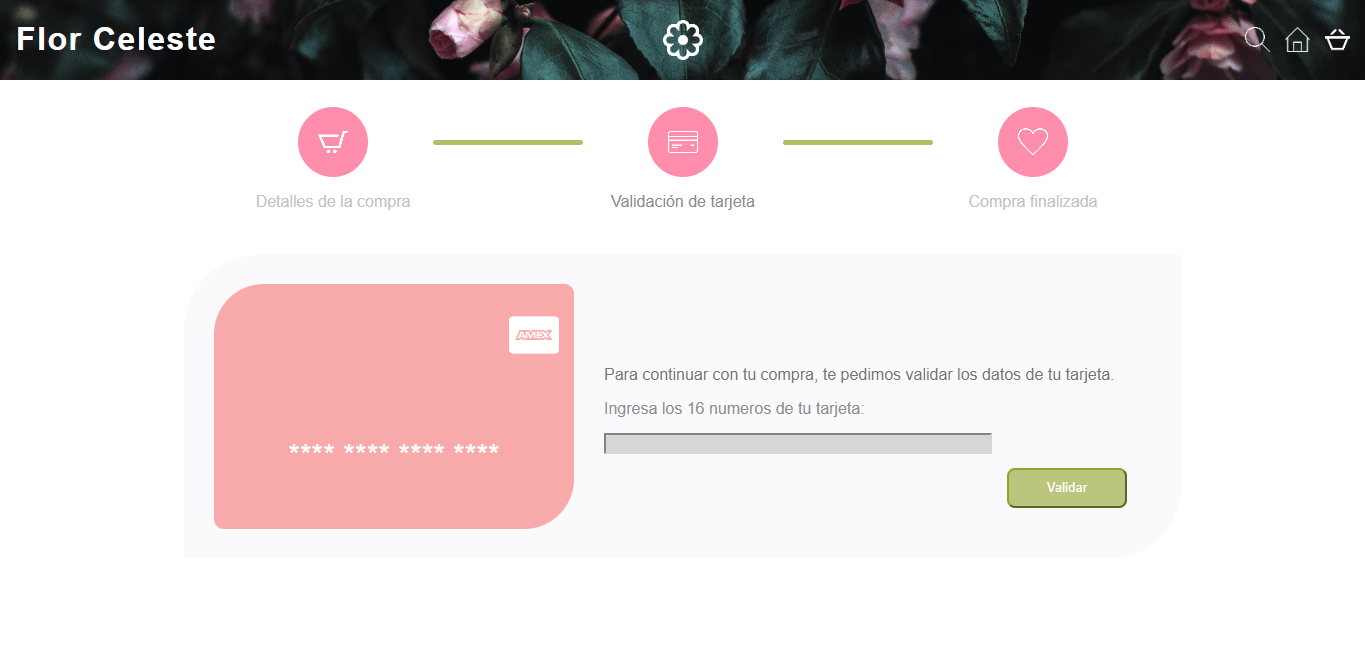 Flor Celeste
Detalles de la compra
Validación de tarjeta
Compra finalizada
AMEX
Para continuar con tu compra, te pedimos validar los datos de tu tarjeta.
Ingresa los 16 numeros de tu tarjeta:
**** **** **** ****
Validar